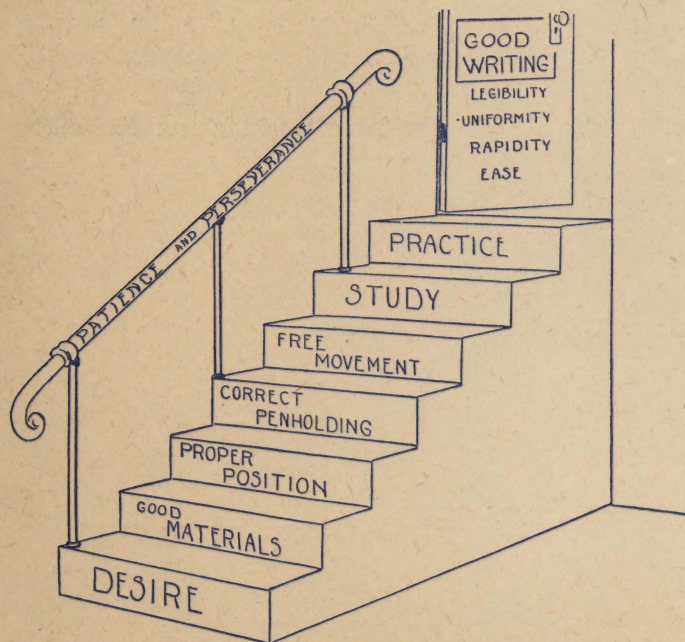 GOOD
WRITING
LEGIBILITY
UNIFORMITY
RAPIDITY
EASE
PATIENCE AND PERSEVERANCE
PRACTICE
STUDY
FREE
MOVEMENT
CORRECT
PENHOLDING
PROPER
POSITION
GOOD
MATERIALS
DESIRE